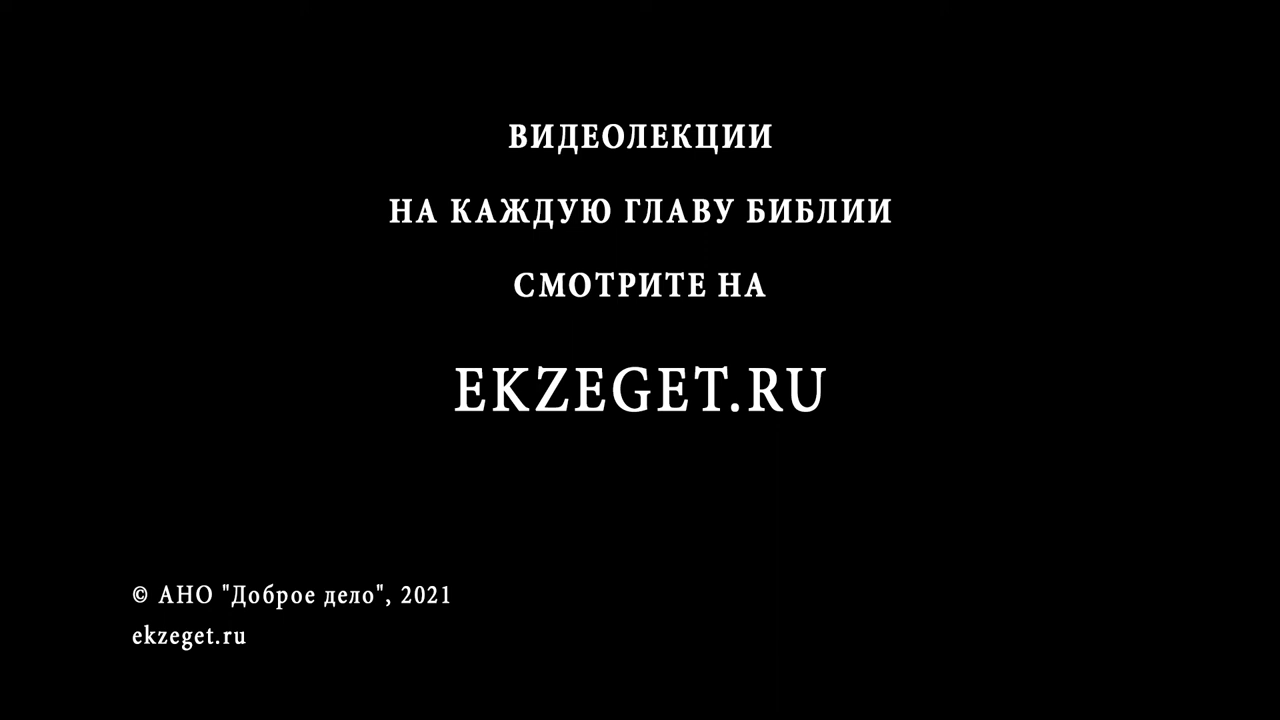 ВИДЕОЛЕКЦИИ
НА КАЖДУЮ ГЛАВУ БИБЛИИ
СМОТРИТЕ НА
EKZEGET.RU
© АНО "Доброе дело", 2021
ekzeget.ru